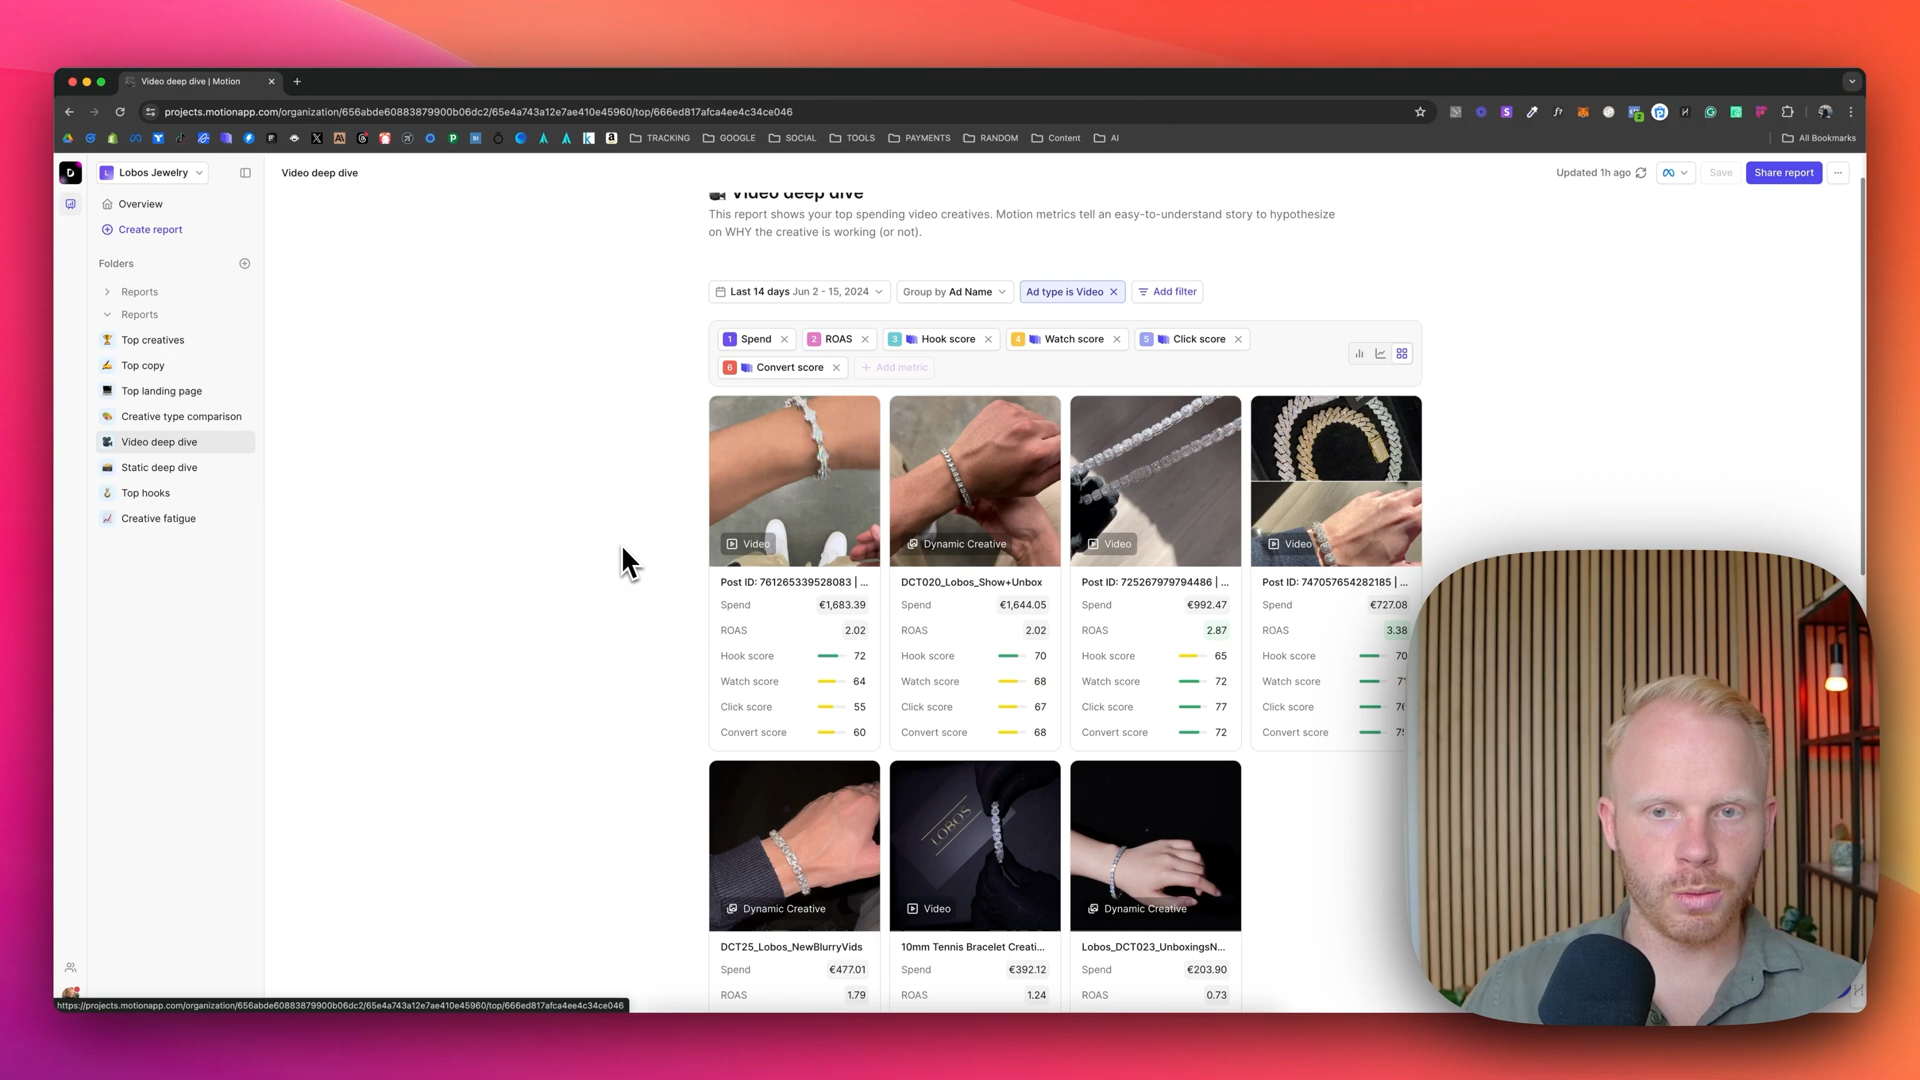 Video deep dive | Motion
projects.motionapp.com/organization/656abde60883879900b06dc2/65e4a743a12e7ae410e45960/top/666ed817afca4ee4c34ce046
TRACKING GOOGLE SOCIAL TOOLS PAYMENTS RANDOM Content AI All Bookmarks
Lobos Jewelry
Video deep dive
Updated 1h ago
Save
Share report
Overview
Create report
Folders
Reports
Reports
Top creatives
Top copy
Top landing page
Creative type comparison
Video deep dive
Static deep dive
Top hooks
Creative fatigue
Video deep dive
This report shows your top spending video creatives. Motion metrics tell an easy-to-understand story to hypothesize
on WHY the creative is working (or not).
Last 14 days Jun 2 - 15, 2024 Group by Ad Name Ad type is Video Add filter
1 Spend 2 ROAS 3 Hook score 4 Watch score 5 Click score
6 Convert score + Add metric
Video
Post ID: 761265339528083 | ...
Spend €1,683.39
ROAS 2.02
Hook score 72
Watch score 64
Click score 55
Convert score 60
Dynamic Creative
DCT020_Lobos_Show+Unbox
Spend €1,644.05
ROAS 2.02
Hook score 70
Watch score 68
Click score 67
Convert score 68
Video
Post ID: 725267979794486 | ...
Spend €992.47
ROAS 2.87
Hook score 65
Watch score 72
Click score 77
Convert score 72
Video
Post ID: 747057654282185 | ...
Spend €727.08
ROAS 3.38
Hook score 70
Watch score
Click score
Convert score
Dynamic Creative
DCT25_Lobos_NewBlurryVids
Spend €477.01
ROAS 1.79
LOBOS
Video
10mm Tennis Bracelet Creati...
Spend €392.12
ROAS 1.24
Dynamic Creative
Lobos_DCT023_UnboxingsN...
Spend €203.90
ROAS 0.73
https://projects.motionapp.com/organization/656abde60883879900b06dc2/65e4a743a12e7ae410e45960/top/666ed817afca4ee4c34ce046